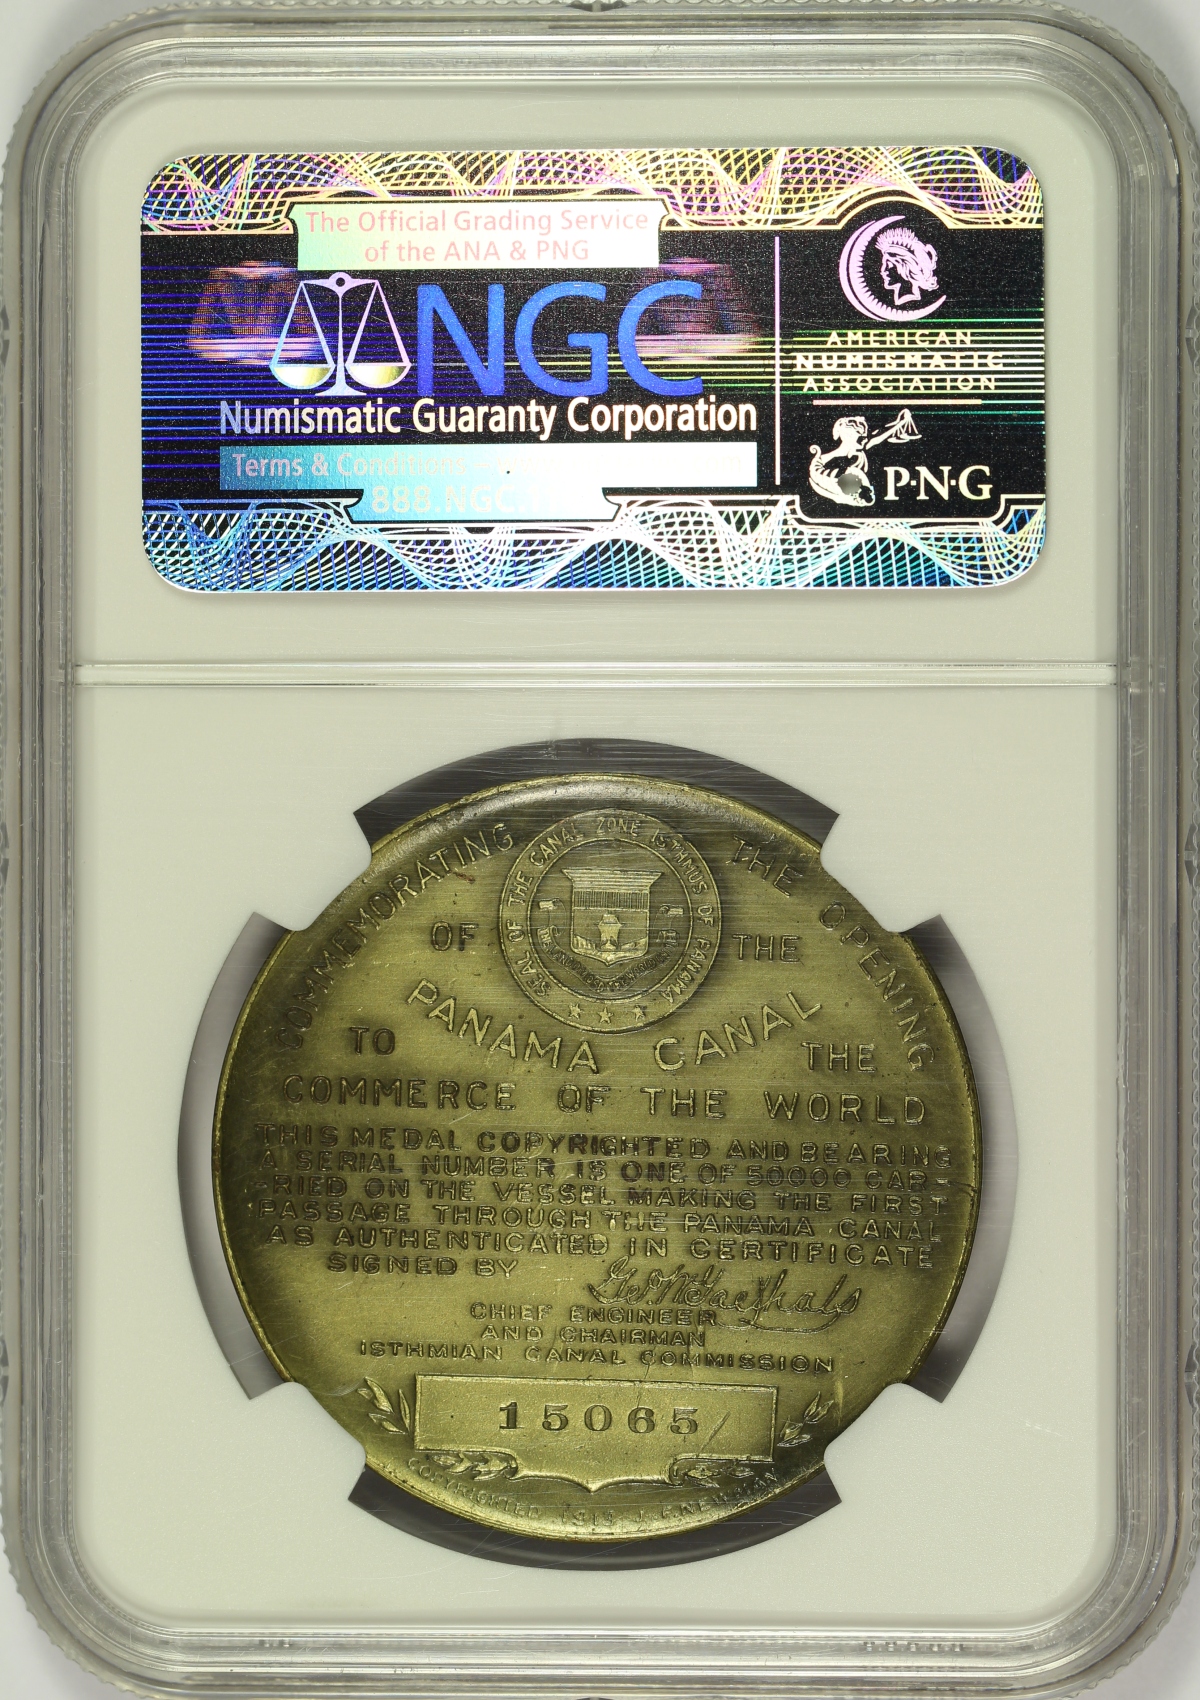 The Official Grading Service
of the ANA & PNG
NGC
Numismatic Guaranty Corporation
Terms & Conditions –
888.NGC.
AMERICAN
NUMISMATIC
ASSOCIATION
P·N·G
COMMEMORATING THE OPENING
SEAL OF THE CANAL ZONE ISTHMUS OF PANAMA
OF THE
PANAMA CANAL
TO THE
COMMERCE OF THE WORLD
THIS MEDAL COPYRIGHTED AND BEARING
A SERIAL NUMBER IS ONE OF 50000 CAR-
-RIED ON THE VESSEL MAKING THE FIRST
PASSAGE THROUGH THE PANAMA CANAL
AS AUTHENTICATED IN CERTIFICATE
SIGNED BY Geo W Goethals
CHIEF ENGINEER
AND CHAIRMAN
ISTHMIAN CANAL COMMISSION
15065
COPYRIGHTED J.